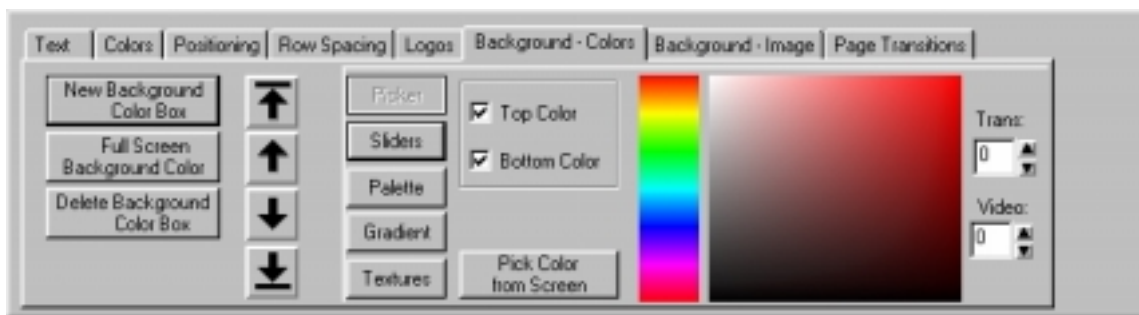 Text Colors Positioning Row Spacing Logos Background - Colors Background - Image Page Transitions
New Background
Color Box
Full Screen
Background Color
Delete Background
Color Box
Picker
Sliders
Palette
Gradient
Textures
Top Color
Bottom Color
Pick Color
from Screen
Trans:
0
Video:
0